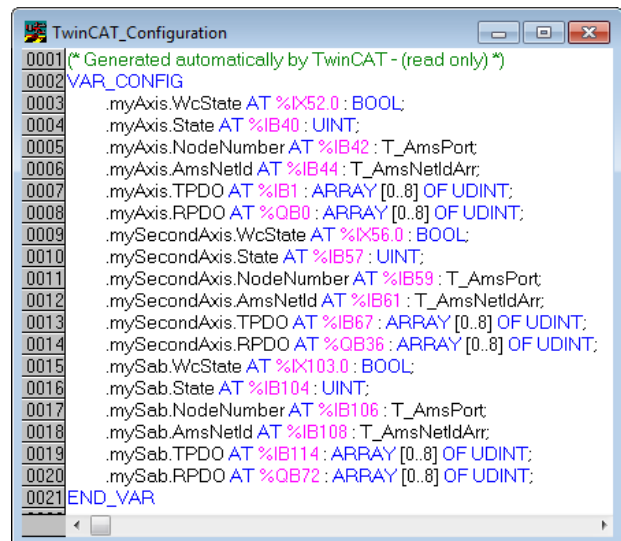 TwinCAT_Configuration
0001 (* Generated automatically by TwinCAT - (read only) *)
0002 VAR_CONFIG
0003 .myAxis.WcState AT %IX52.0 : BOOL;
0004 .myAxis.State AT %IB40 : UINT;
0005 .myAxis.NodeNumber AT %IB42 : T_AmsPort;
0006 .myAxis.AmsNetId AT %IB44 : T_AmsNetIdArr;
0007 .myAxis.TPDO AT %IB1 : ARRAY [0..8] OF UDINT;
0008 .myAxis.RPDO AT %QB0 : ARRAY [0..8] OF UDINT;
0009 .mySecondAxis.WcState AT %IX56.0 : BOOL;
0010 .mySecondAxis.State AT %IB57 : UINT;
0011 .mySecondAxis.NodeNumber AT %IB59 : T_AmsPort;
0012 .mySecondAxis.AmsNetId AT %IB61 : T_AmsNetIdArr;
0013 .mySecondAxis.TPDO AT %IB67 : ARRAY [0..8] OF UDINT;
0014 .mySecondAxis.RPDO AT %QB36 : ARRAY [0..8] OF UDINT;
0015 .mySab.WcState AT %IX103.0 : BOOL;
0016 .mySab.State AT %IB104 : UINT;
0017 .mySab.NodeNumber AT %IB106 : T_AmsPort;
0018 .mySab.AmsNetId AT %IB108 : T_AmsNetIdArr;
0019 .mySab.TPDO AT %IB114 : ARRAY [0..8] OF UDINT;
0020 .mySab.RPDO AT %QB72 : ARRAY [0..8] OF UDINT;
0021 END_VAR